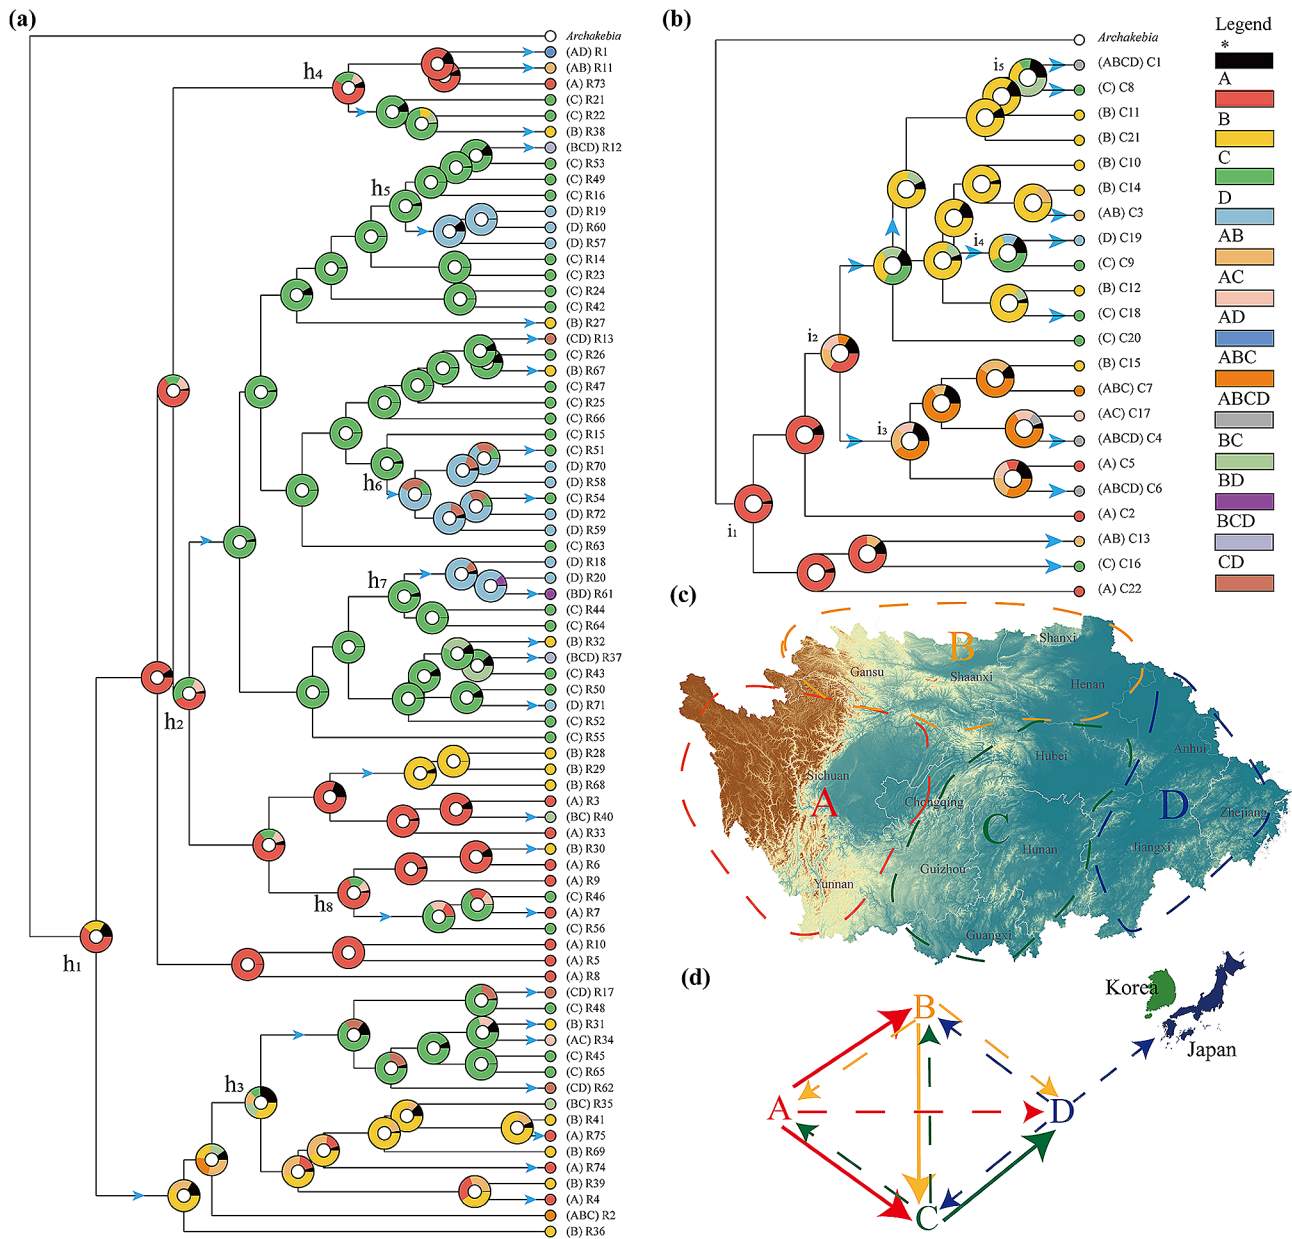 (a)
Archakebia
(AD) R1
(AB) R11
(A) R73
(C) R21
(C) R22
(B) R38
(BCD) R12
(C) R53
(C) R49
(C) R16
(D) R19
(D) R60
(D) R57
(C) R14
(C) R23
(C) R24
(C) R42
(B) R27
(CD) R13
(C) R26
(B) R67
(C) R47
(C) R25
(C) R66
(C) R15
(C) R51
(D) R70
(D) R58
(C) R54
(D) R72
(D) R59
(C) R63
(D) R18
(D) R20
(BD) R61
(C) R44
(C) R64
(B) R32
(BCD) R37
(C) R43
(C) R50
(D) R71
(C) R52
(C) R55
(B) R28
(B) R29
(B) R68
(A) R3
(BC) R40
(A) R33
(B) R30
(A) R6
(A) R9
(C) R46
(A) R7
(C) R56
(A) R10
(A) R5
(A) R8
(CD) R17
(C) R48
(B) R31
(AC) R34
(C) R45
(C) R65
(CD) R62
(BC) R35
(B) R41
(A) R75
(B) R69
(A) R74
(B) R39
(A) R4
(ABC) R2
(B) R36
h4
h5
h6
h7
h2
h8
h1
h3
(b)
Archakebia
(ABCD) C1
(C) C8
(B) C11
(B) C21
(B) C10
(B) C14
(AB) C3
(D) C19
(C) C9
(B) C12
(C) C18
(C) C20
(B) C15
(ABC) C7
(AC) C17
(ABCD) C4
(A) C5
(ABCD) C6
(A) C2
(AB) C13
(C) C16
(A) C22
i5
i4
i2
i3
i1
Legend
*
A
B
C
D
AB
AC
AD
ABC
ABCD
BC
BD
BCD
CD
(c)
B
Shanxi
Gansu
Shaanxi
Henan
Hubei
Anhui
Sichuan
A
Chongqing
C
D
Zhejiang
Hunan
Jiangxi
Guizhou
Yunnan
Guangxi
(d)
Korea
Japan
B
A
D
C